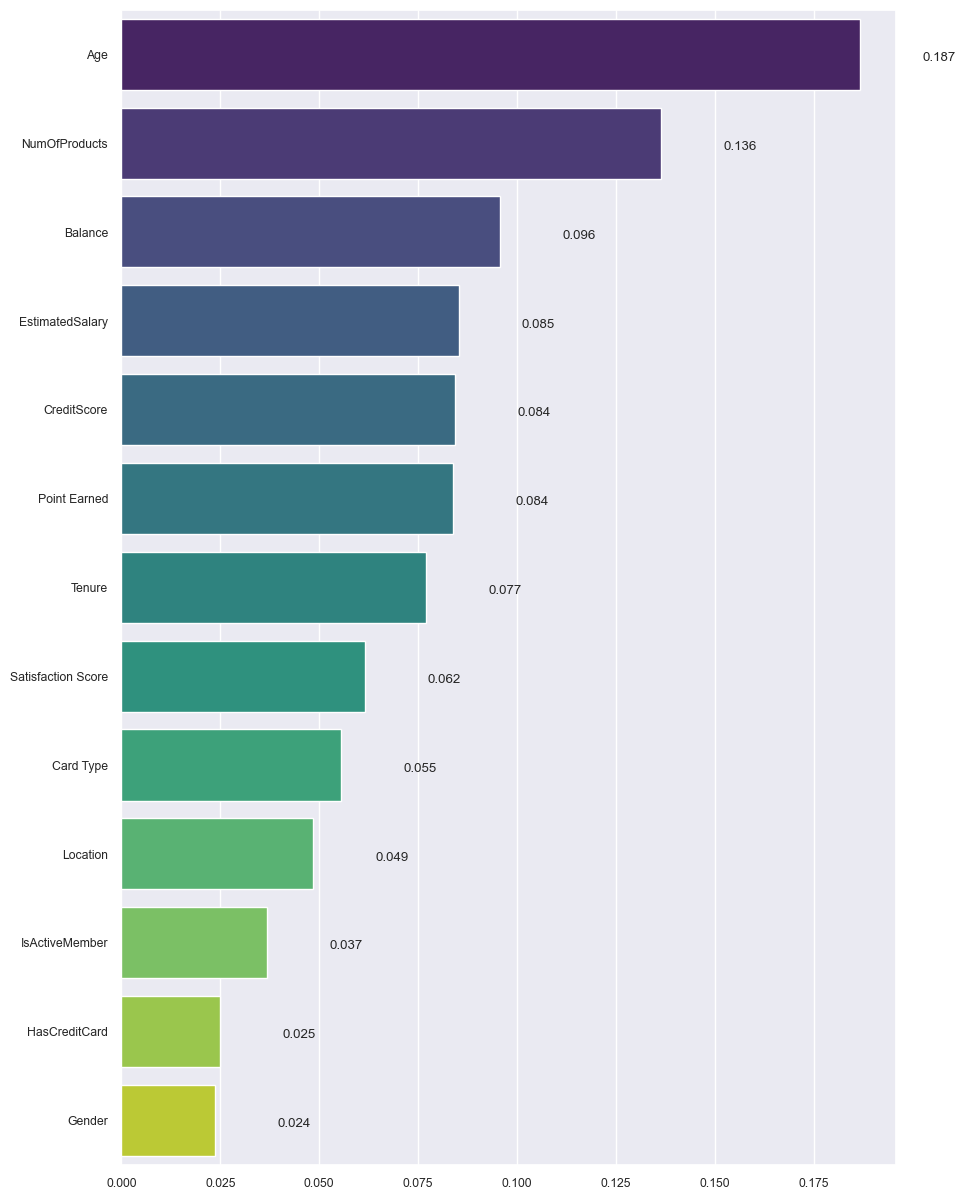 Age 0.187
NumOfProducts 0.136
Balance 0.096
EstimatedSalary 0.085
CreditScore 0.084
Point Earned 0.084
Tenure 0.077
Satisfaction Score 0.062
Card Type 0.055
Location 0.049
IsActiveMember 0.037
HasCreditCard 0.025
Gender 0.024
0.000 0.025 0.050 0.075 0.100 0.125 0.150 0.175